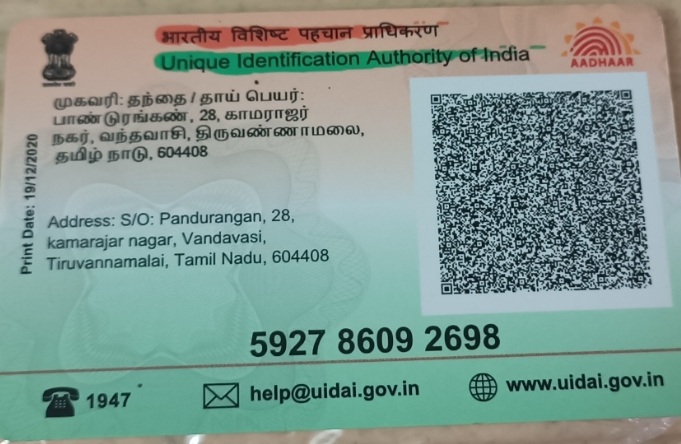 भारतीय विशिष्ट पहचान प्राधिकरण
Unique Identification Authority of India
AADHAAR
முகவரி: தந்தை / தாய் பெயர்:
பாண்டுரங்கண், 28, காமராஜர்
நகர், வந்தவாசி, திருவண்ணாமலை,
தமிழ் நாடு, 604408
Print Date: 19/12/2020
Address: S/O: Pandurangan, 28,
kamarajar nagar, Vandavasi,
Tiruvannamalai, Tamil Nadu, 604408
5927 8609 2698
1947
help@uidai.gov.in
www.uidai.gov.in